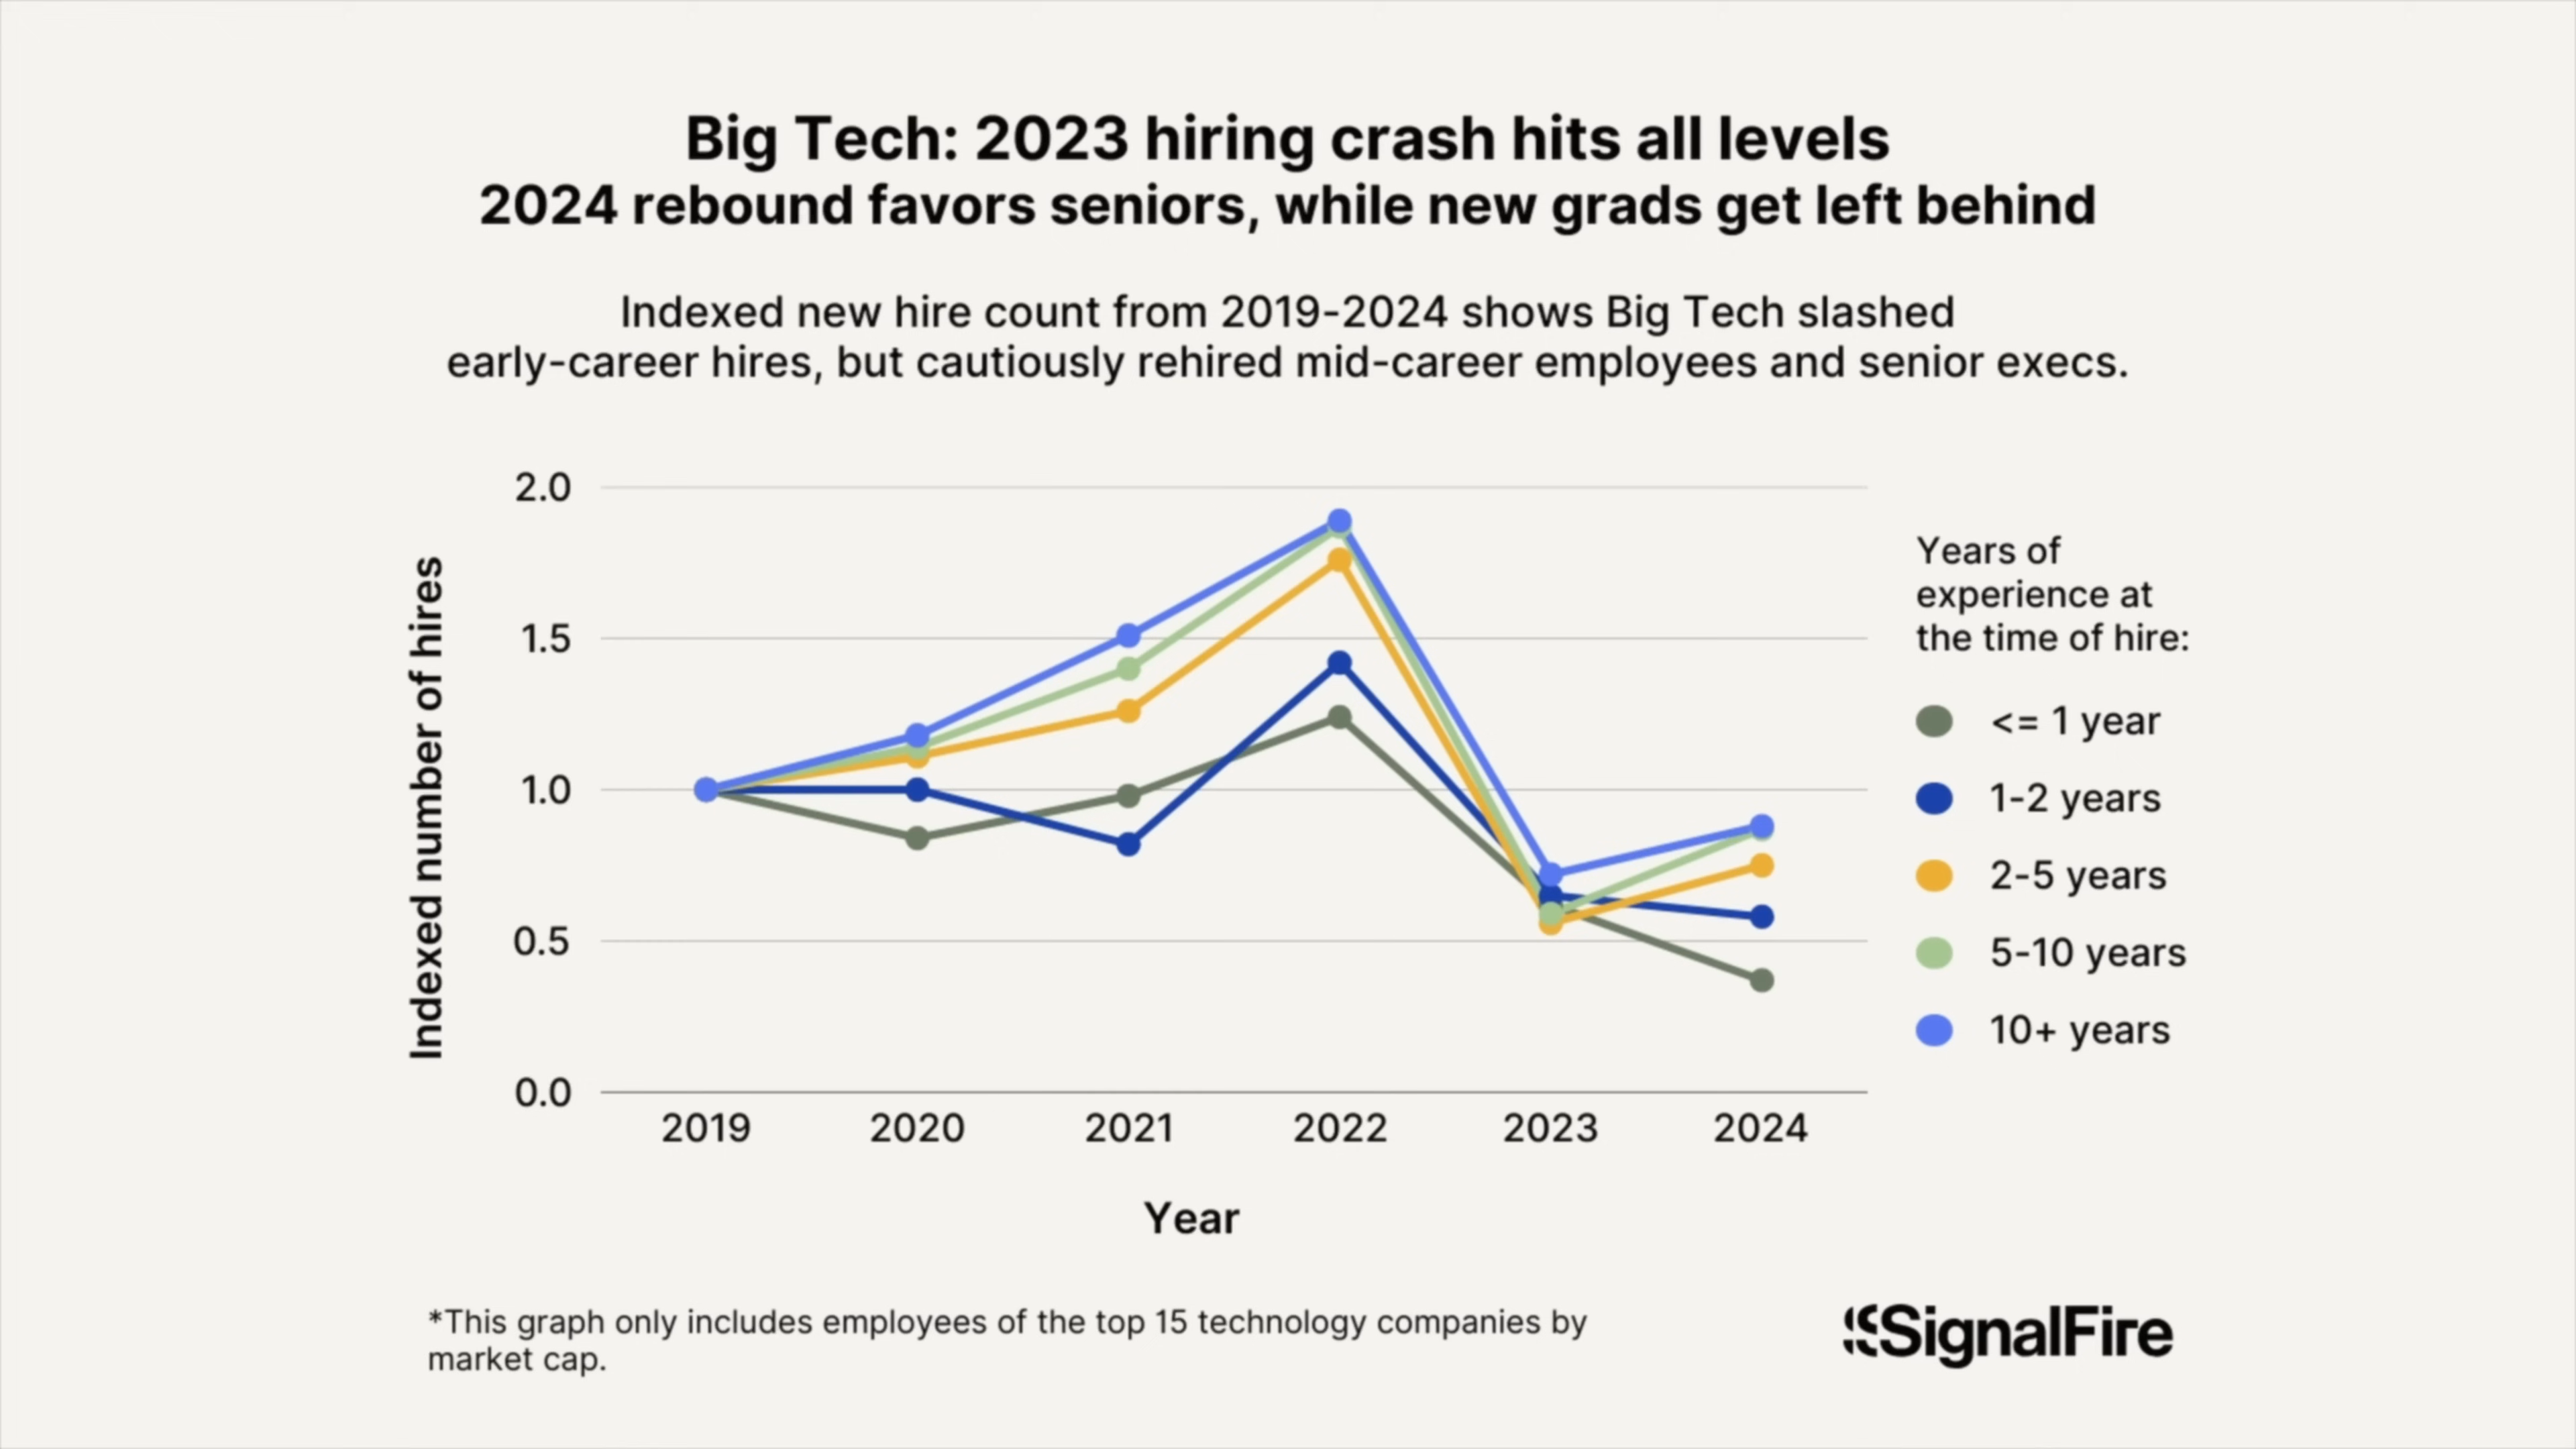 Big Tech: 2023 hiring crash hits all levels
2024 rebound favors seniors, while new grads get left behind
Indexed new hire count from 2019-2024 shows Big Tech slashed
early-career hires, but cautiously rehired mid-career employees and senior execs.
Indexed number of hires
2.0
1.5
1.0
0.5
0.0
2019 2020 2021 2022 2023 2024
Year
Years of
experience at
the time of hire:
<= 1 year
1-2 years
2-5 years
5-10 years
10+ years
*This graph only includes employees of the top 15 technology companies by
market cap.
SignalFire